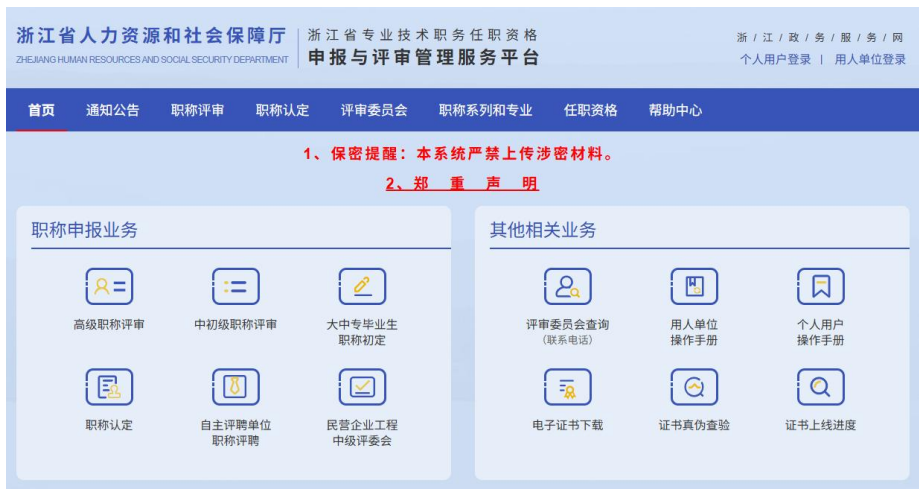 浙江省人力资源和社会保障厅
ZHEJIANG HUMAN RESOURCES AND SOCIAL SECURITY DEPARTMENT
浙江省专业技术职务任职资格
申报与评审管理服务平台
浙/江/政/务/服/务/网
个人用户登录 | 用人单位登录
首页 通知公告 职称评审 职称认定 评审委员会 职称系列和专业 任职资格 帮助中心
1、保密提醒：本系统严禁上传涉密材料。
2、郑 重 声 明
职称申报业务
高级职称评审
中初级职称评审
大中专毕业生
职称初定
职称认定
自主评聘单位
职称评聘
民营企业工程
中级评委会
其他相关业务
评审委员会查询
（联系电话）
用人单位
操作手册
个人用户
操作手册
电子证书下载
证书真伪查验
证书上线进度